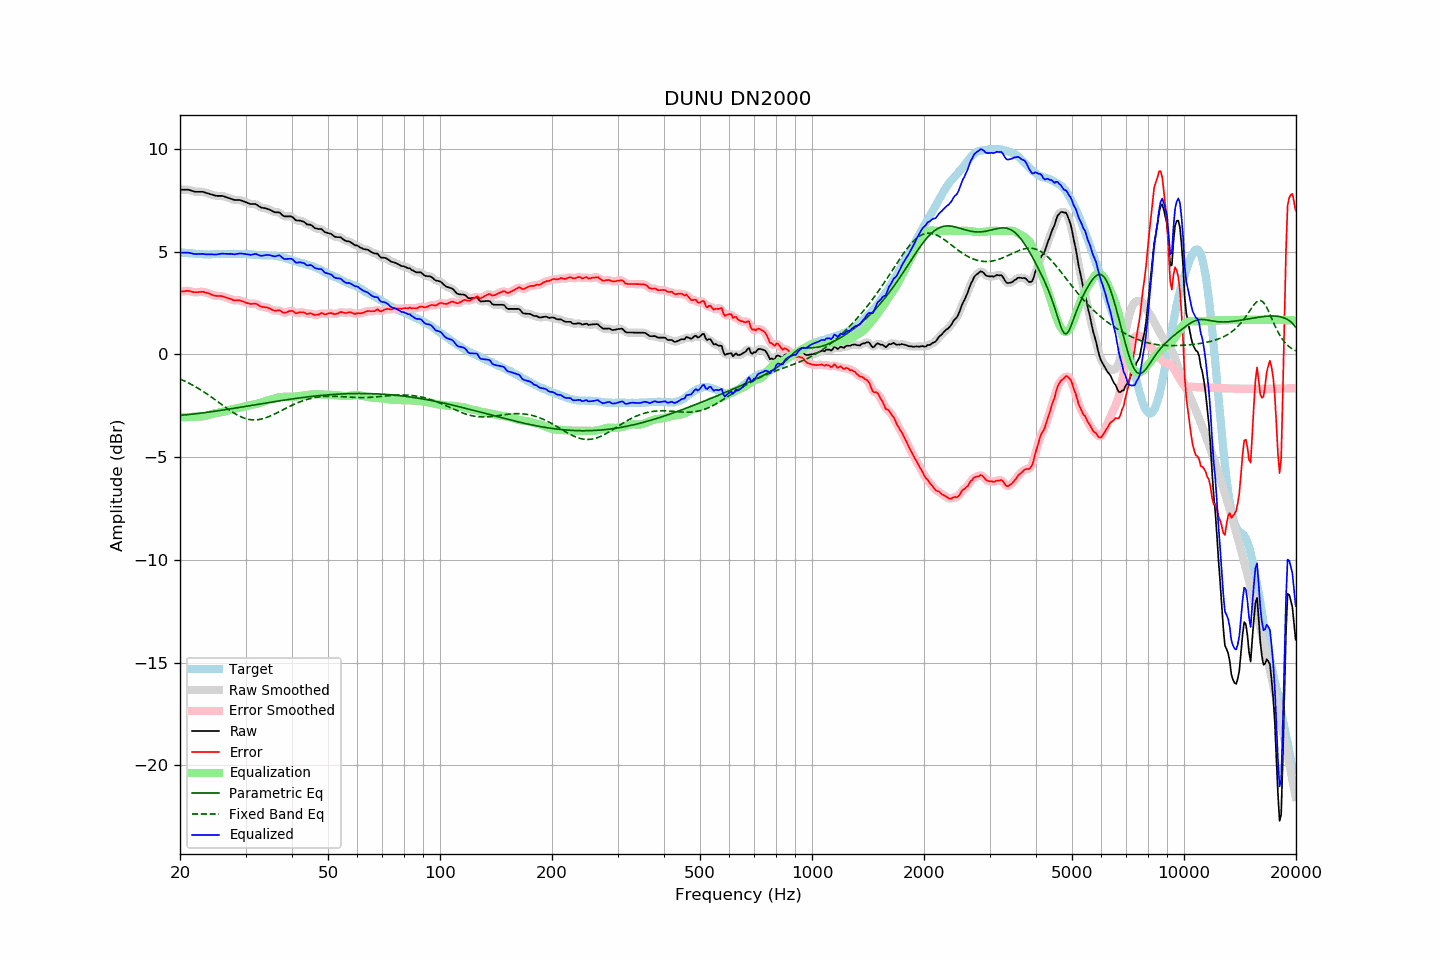 DUNU DN2000
Amplitude (dBr)
10
5
0
−5
−10
−15
−20
Target
Raw Smoothed
Error Smoothed
Raw
Error
Equalization
Parametric Eq
Fixed Band Eq
Equalized
20 50 100 200 500 1000 2000 5000 10000 20000
Frequency (Hz)